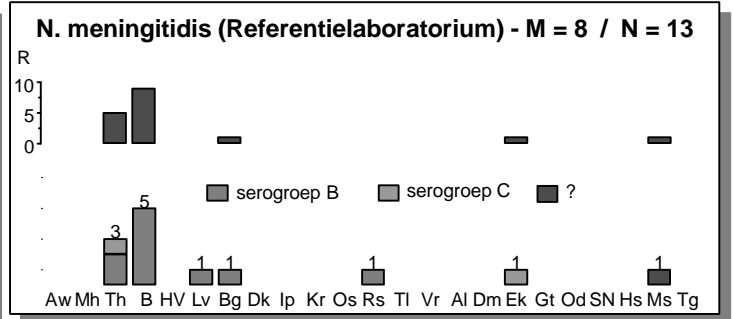 N. meningitidis (Referentielaboratorium) - M = 8 / N = 13
R
10
5
0
serogroep B serogroep C ?
5
3
1 1 1 1 1
Aw Mh Th B HV Lv Bg Dk Ip Kr Os Rs Tl Vr Al Dm Ek Gt Od SN Hs Ms Tg